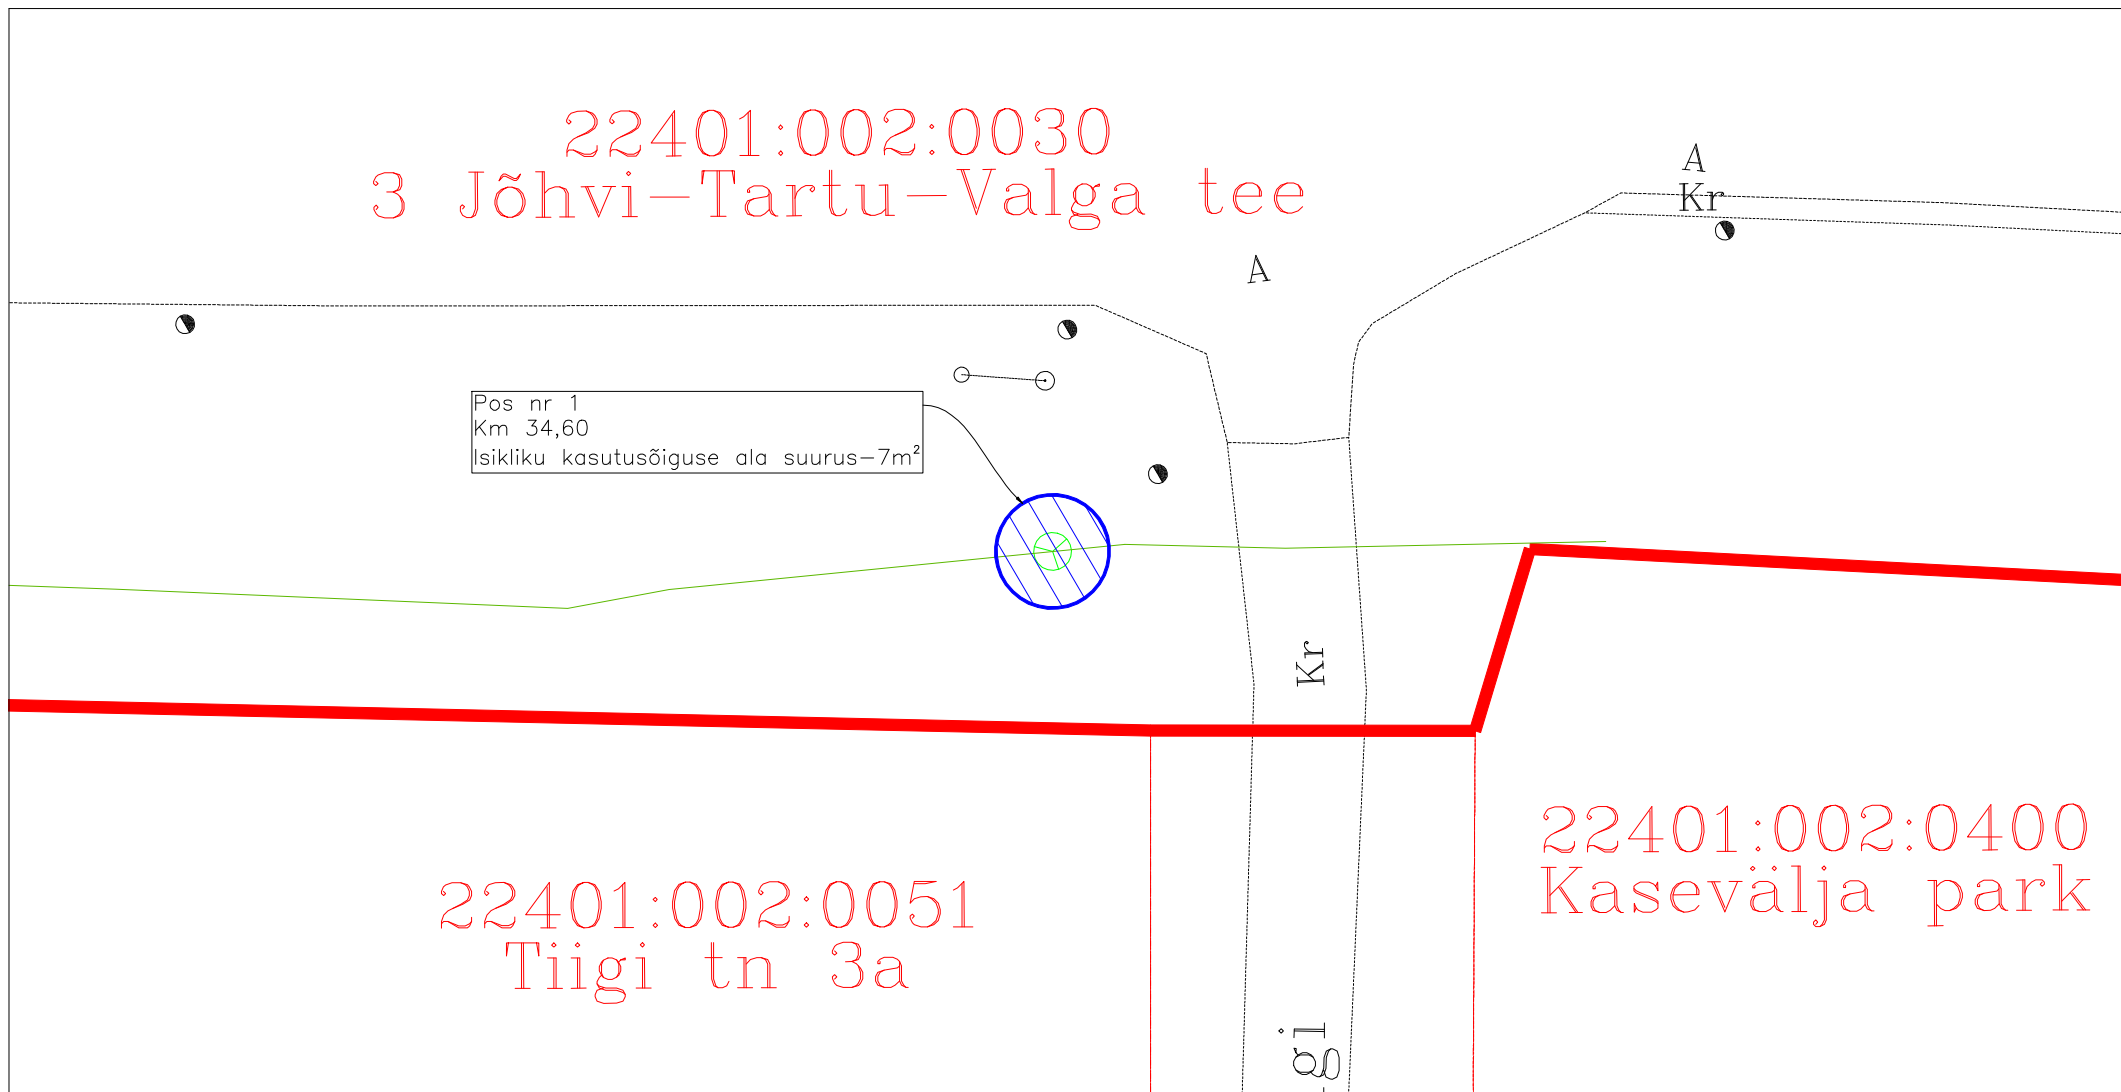 22401:002:0030
3 Jõhvi-Tartu-Valga tee
A
Kr
A
Pos nr 1
Km 34,60
Isikliku kasutusõiguse ala suurus-7m²
Kr
22401:002:0400
Kasevälja park
22401:002:0051
Tiigi tn 3a